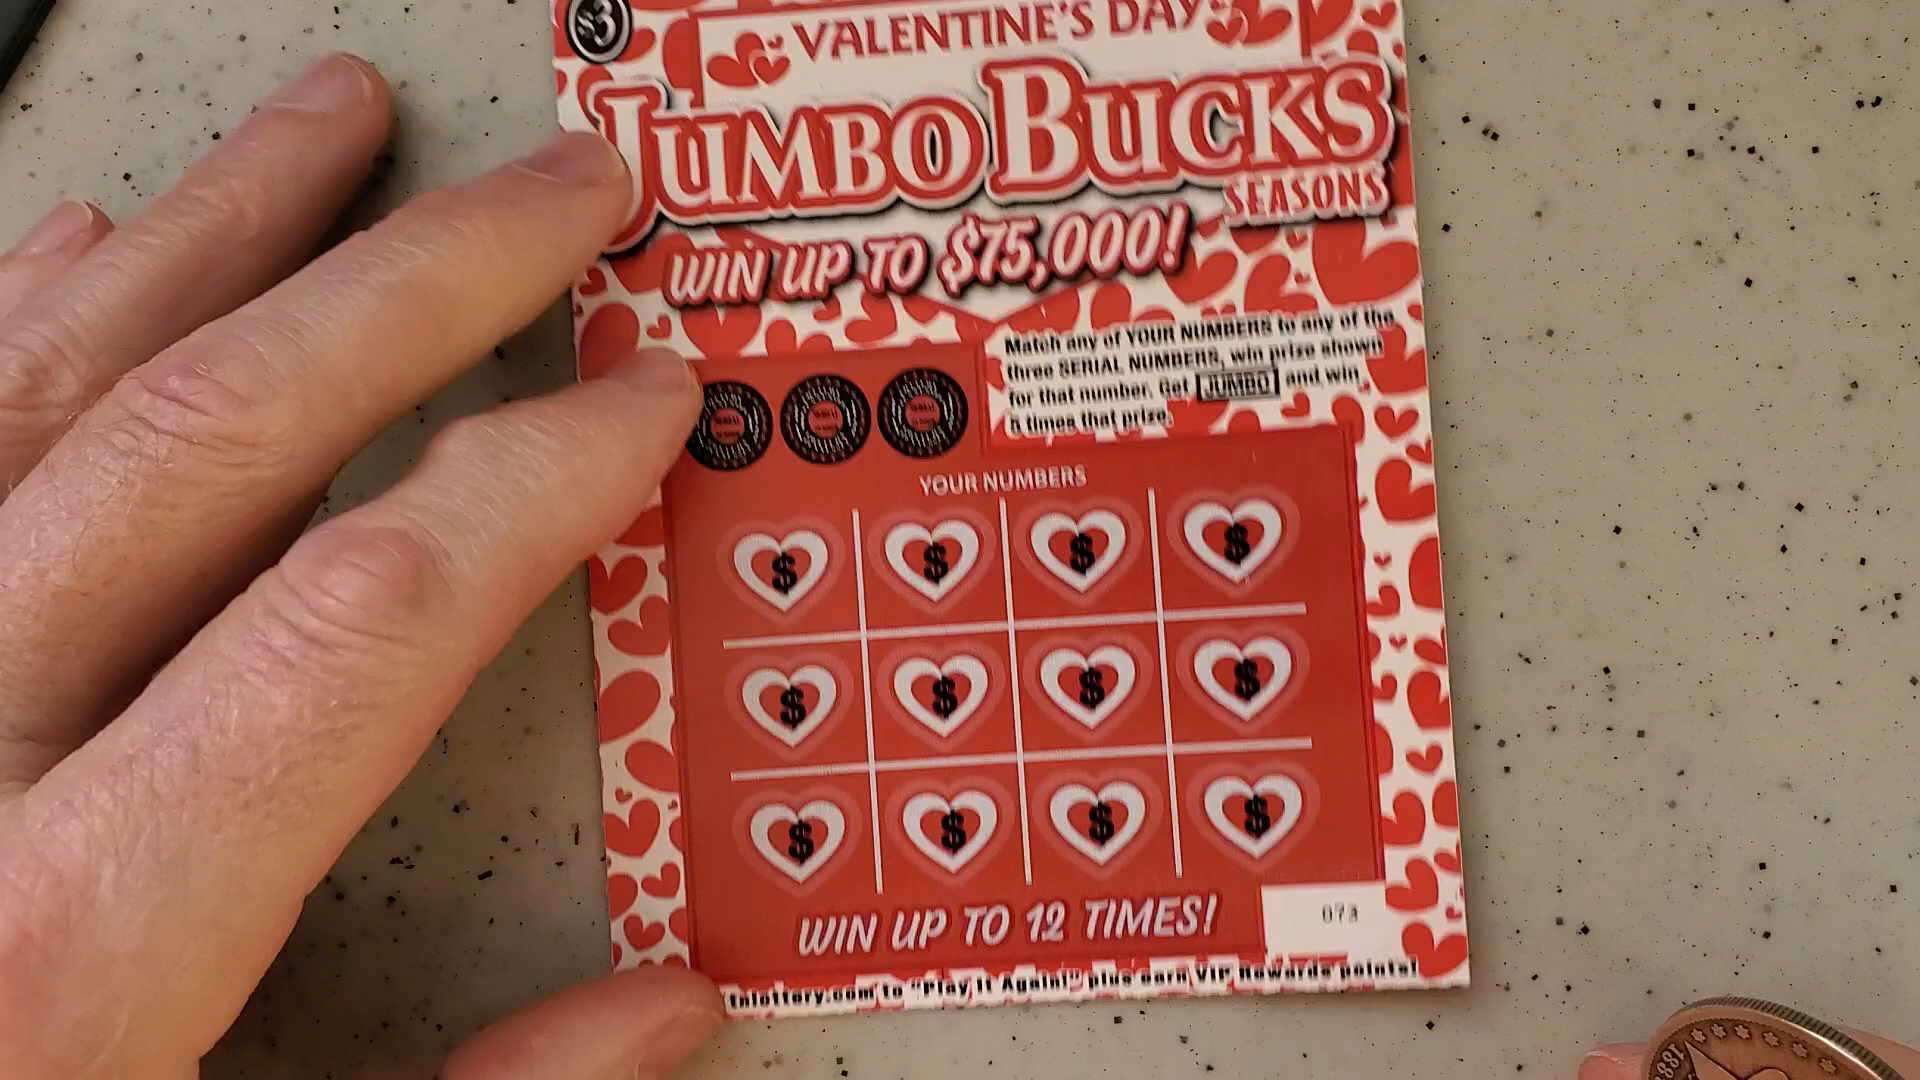 $3
VALENTINE'S DAY
JUMBO BUCKS
SEASONS
WIN UP TO $75,000!
Match any of YOUR NUMBERS to any of the
three SERIAL NUMBERS, win prize shown
for that number. Get JUMBO and win
5 times that prize.
YOUR NUMBERS
$ $ $ $
$ $ $ $
$ $ $ $
WIN UP TO 12 TIMES!
073
tnlottery.com to "Play It Again!" plus earn VIP Rewards points!